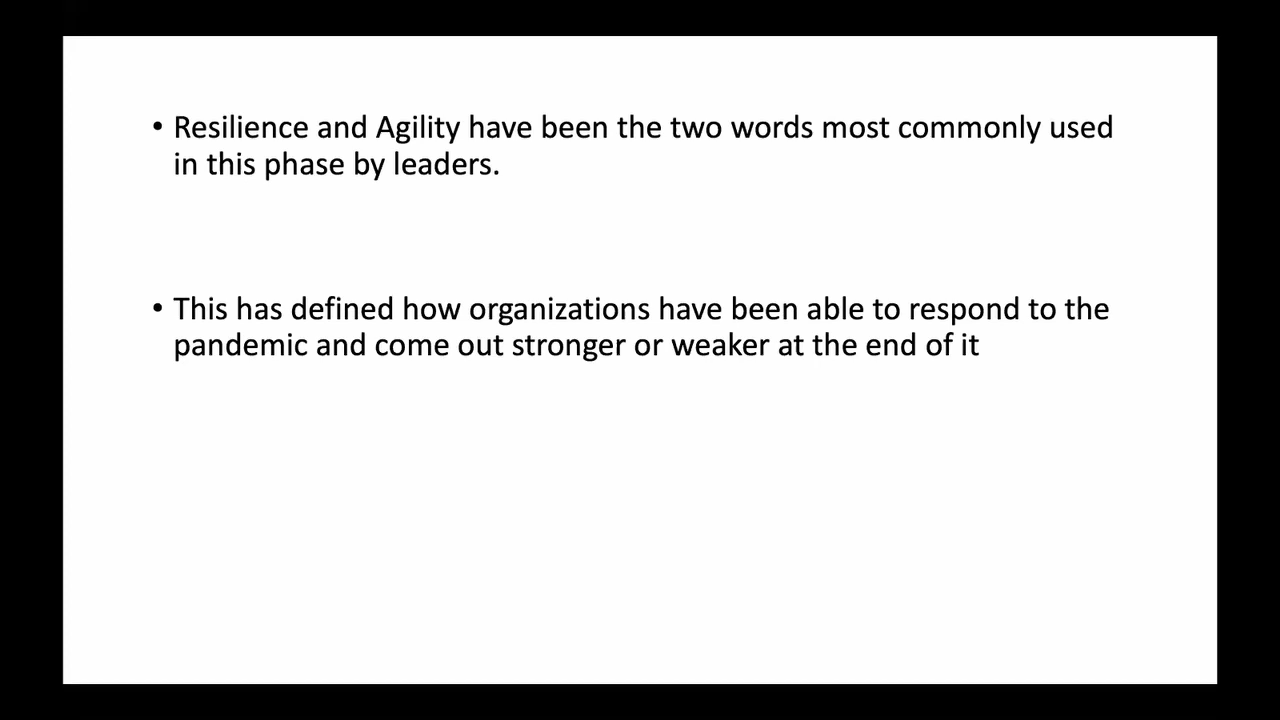 • Resilience and Agility have been the two words most commonly used
in this phase by leaders.
• This has defined how organizations have been able to respond to the
pandemic and come out stronger or weaker at the end of it